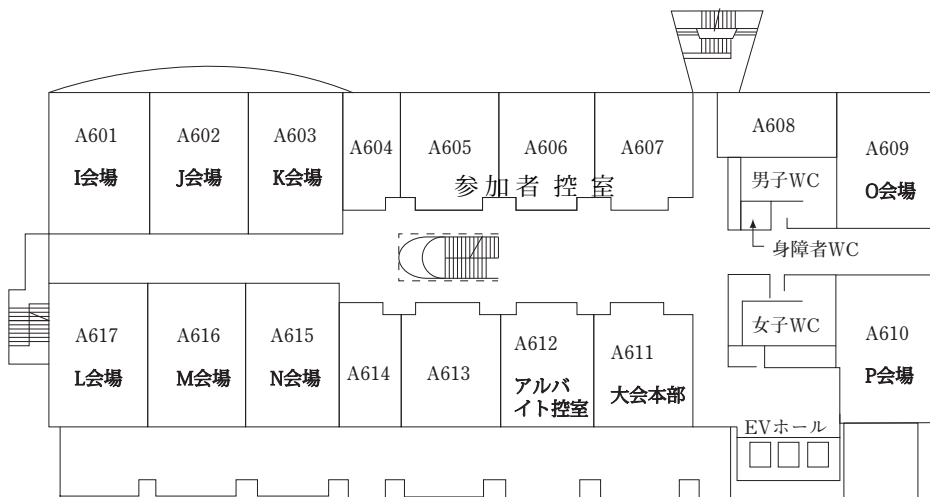 A601
I会場
A602
J会場
A603
K会場
A604
A605
A606
A607
参加者 控室
A608
男子WC
A609
O会場
身障者WC
A617
L会場
A616
M会場
A615
N会場
A614
A613
A612
アルバ
イト控室
A611
大会本部
女子WC
A610
P会場
EVホール